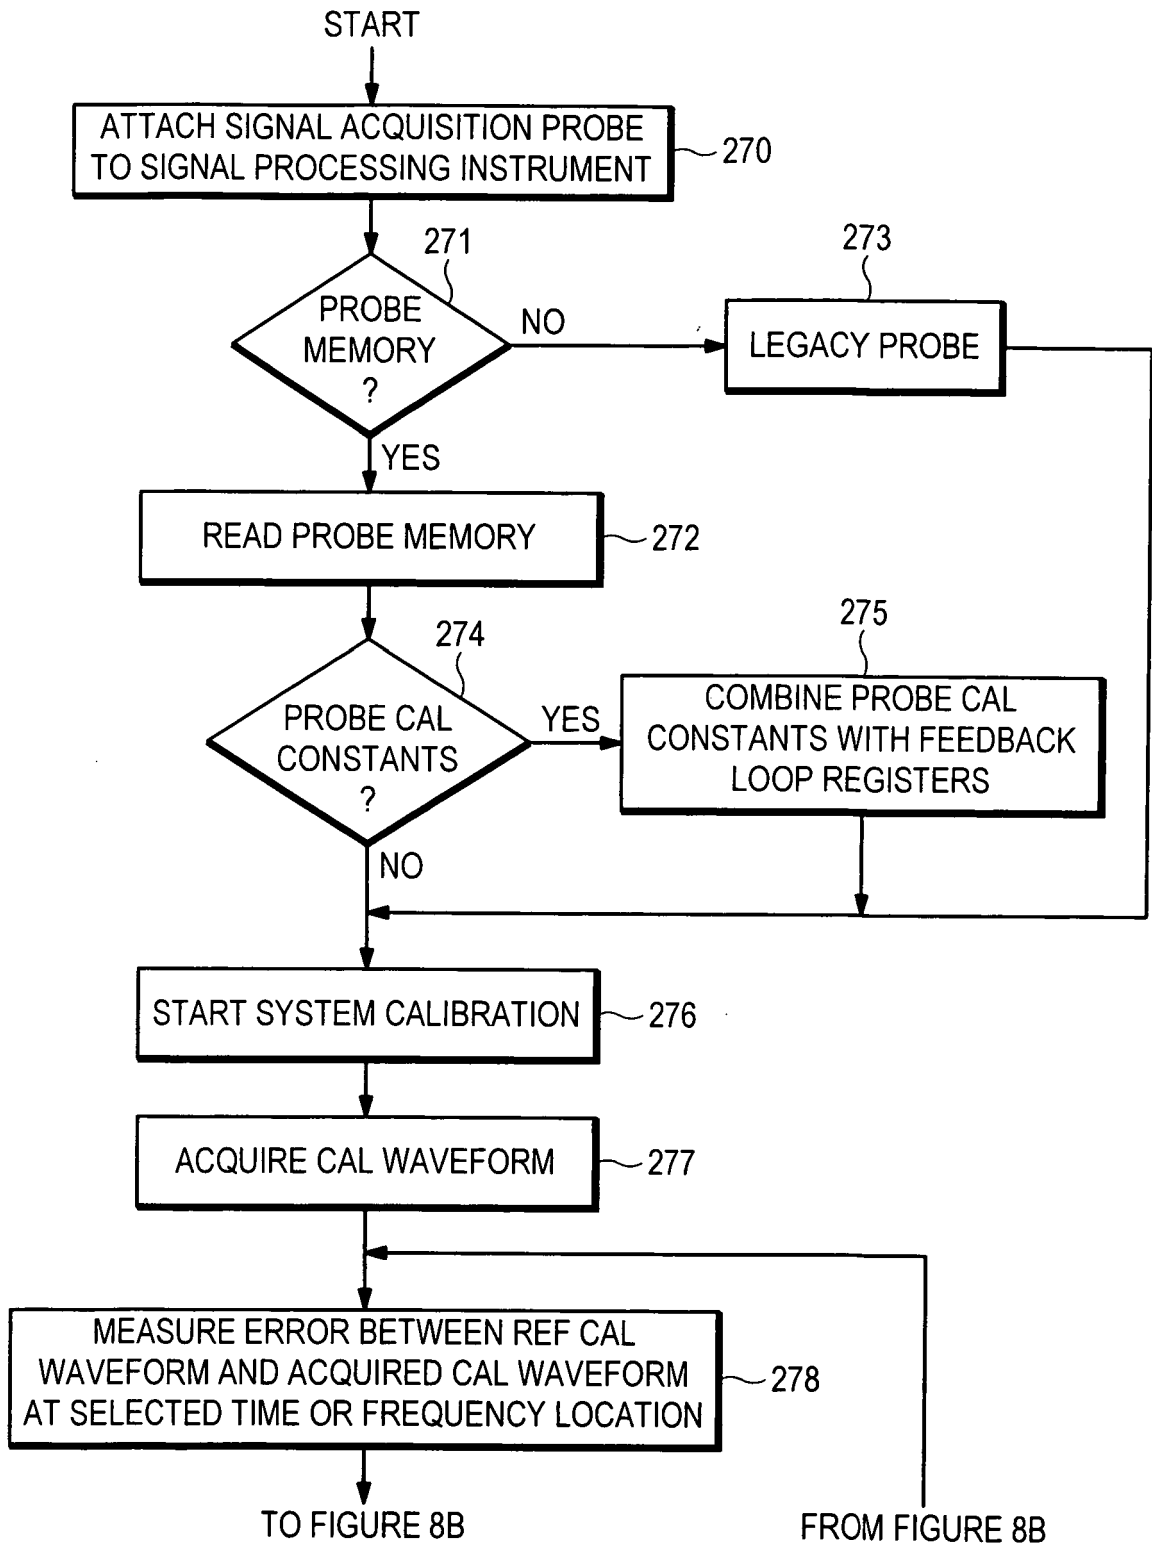 START
ATTACH SIGNAL ACQUISITION PROBE
TO SIGNAL PROCESSING INSTRUMENT
270
271
PROBE
MEMORY
?
NO
273
LEGACY PROBE
YES
READ PROBE MEMORY
272
274
PROBE CAL
CONSTANTS
?
YES
275
COMBINE PROBE CAL
CONSTANTS WITH FEEDBACK
LOOP REGISTERS
NO
START SYSTEM CALIBRATION
276
ACQUIRE CAL WAVEFORM
277
MEASURE ERROR BETWEEN REF CAL
WAVEFORM AND ACQUIRED CAL WAVEFORM
AT SELECTED TIME OR FREQUENCY LOCATION
278
TO FIGURE 8B
FROM FIGURE 8B